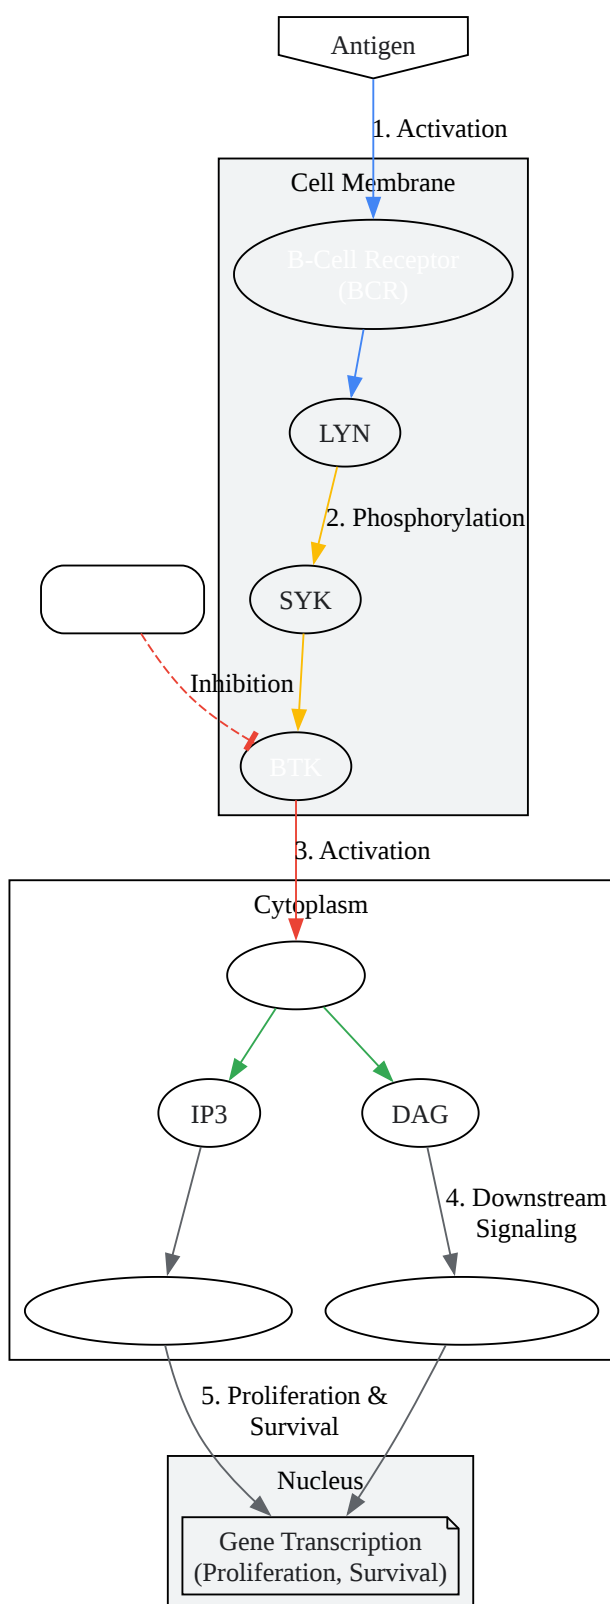 Antigen
1. Activation
Cell Membrane
B-Cell Receptor
(BCR)
LYN
2. Phosphorylation
SYK
Inhibition
BTK
3. Activation
Cytoplasm
IP3
DAG
4. Downstream
Signaling
5. Proliferation &
Survival
Nucleus
Gene Transcription
(Proliferation, Survival)